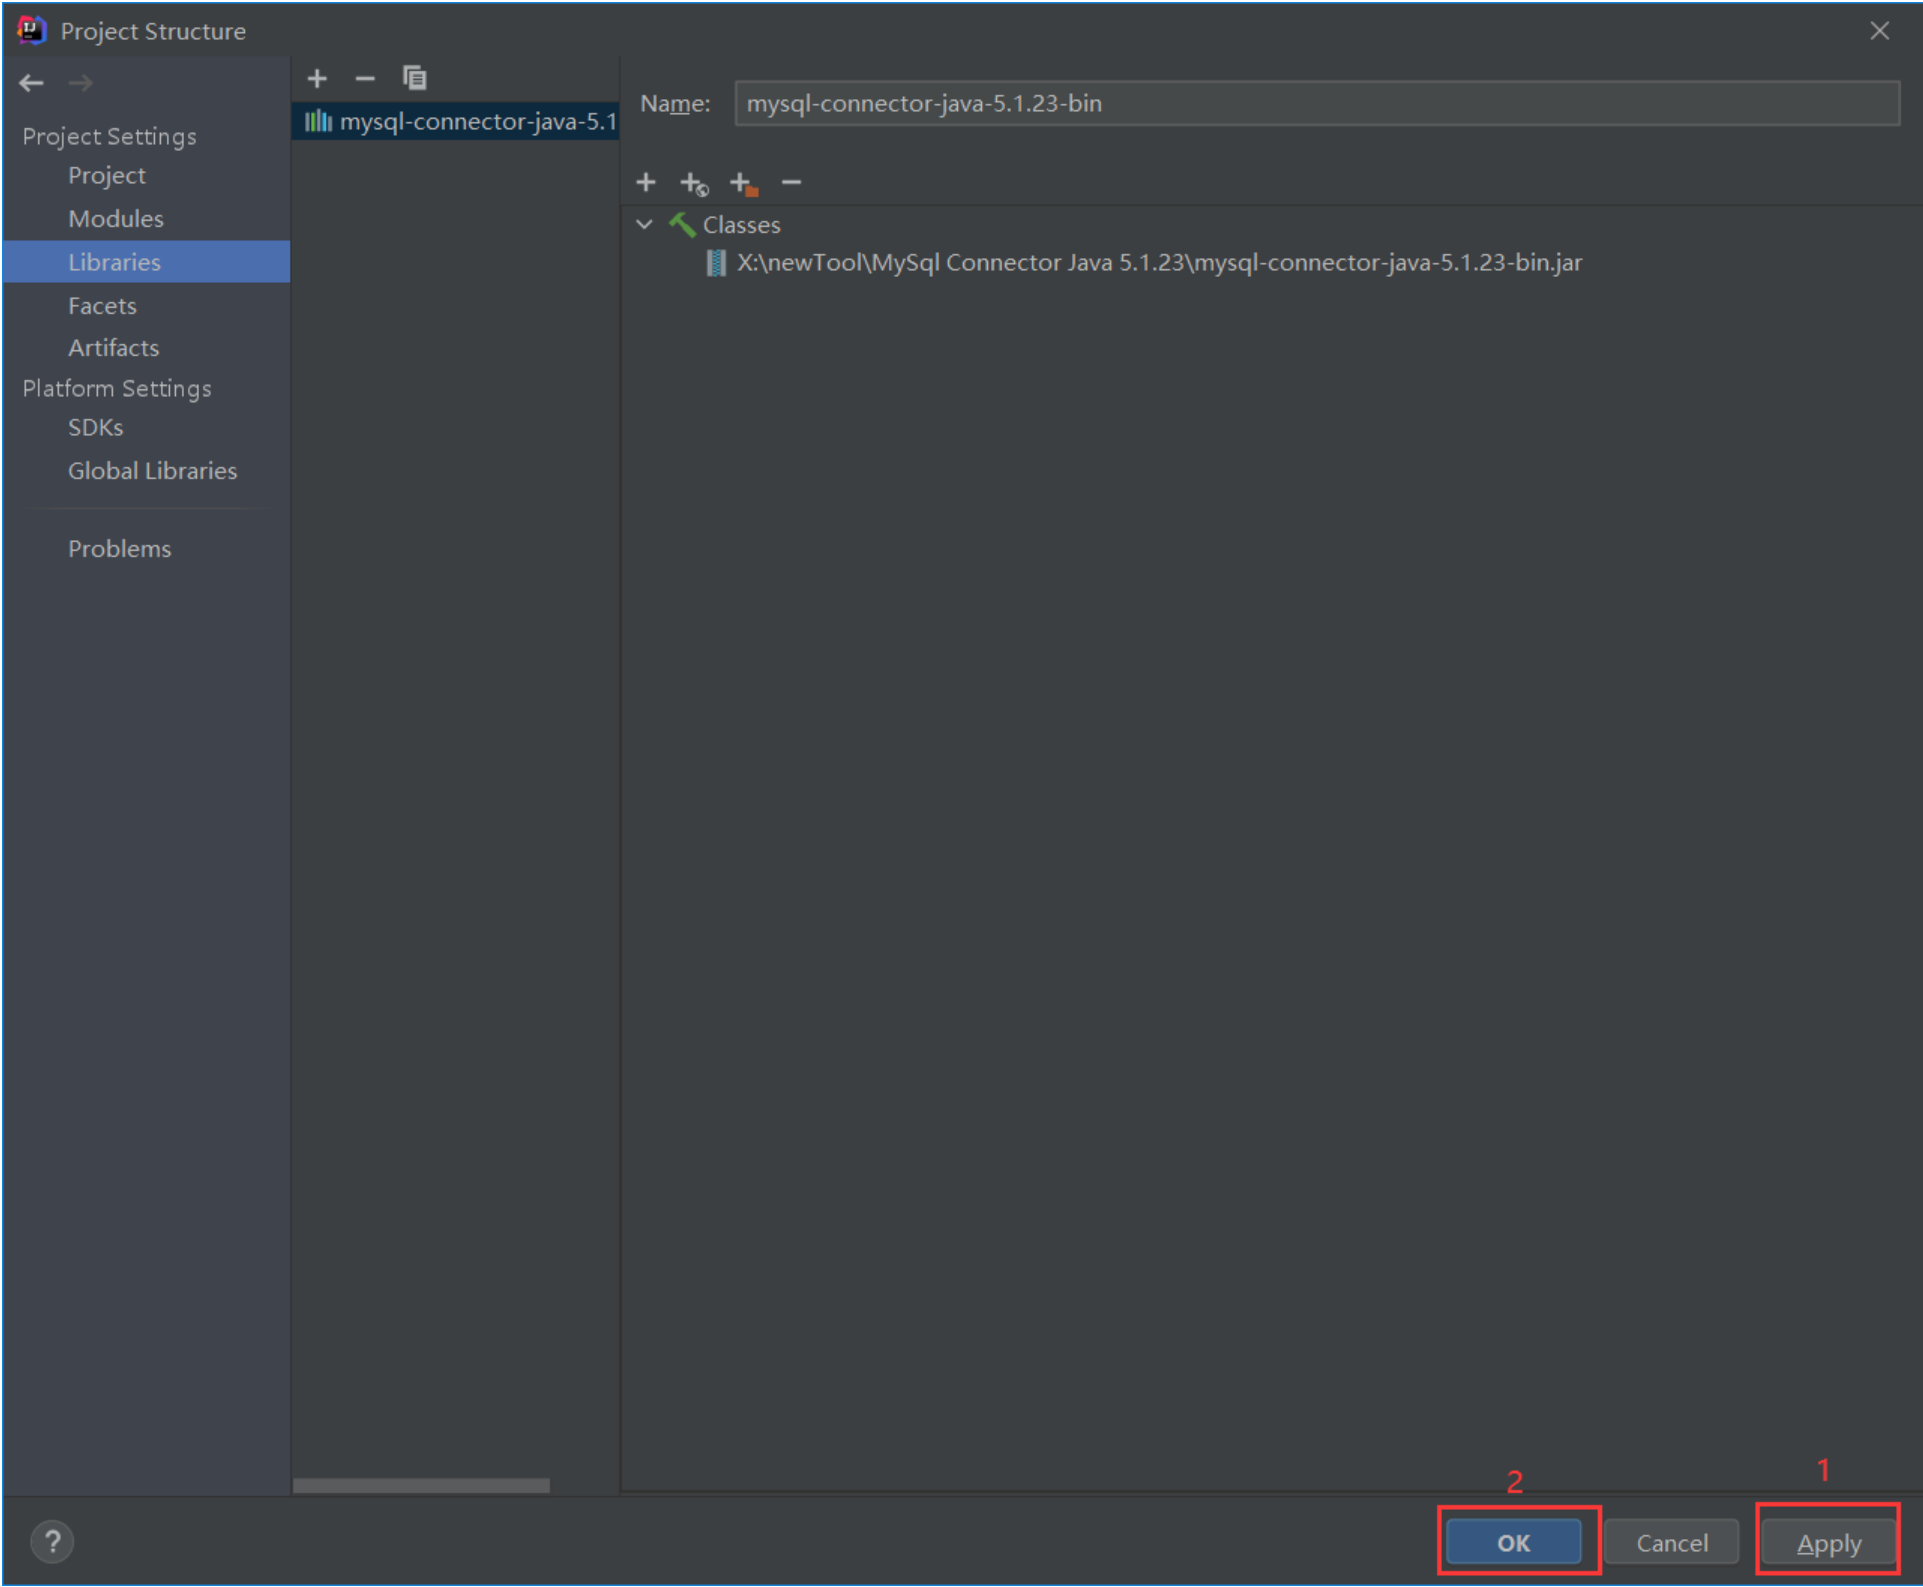 Project Structure
Project Settings
Project
Modules
Libraries
Facets
Artifacts
Platform Settings
SDKs
Global Libraries
Problems
mysql-connector-java-5.1
Name: mysql-connector-java-5.1.23-bin
Classes
X:\newTool\MySql Connector Java 5.1.23\mysql-connector-java-5.1.23-bin.jar
2
1
?
OK
Cancel
Apply